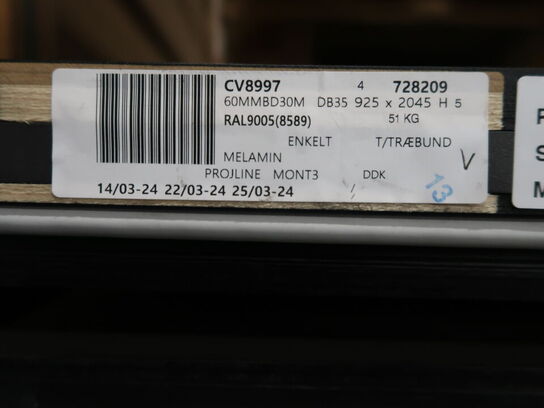 CV8997 4 728209
60MMBD30M DB35 925 x 2045 H 5
RAL9005(8589) 51 KG
ENKELT T/TRÆBUND
MELAMIN V
PROJLINE MONT3 DDK
14/03-24 22/03-24 25/03-24 13